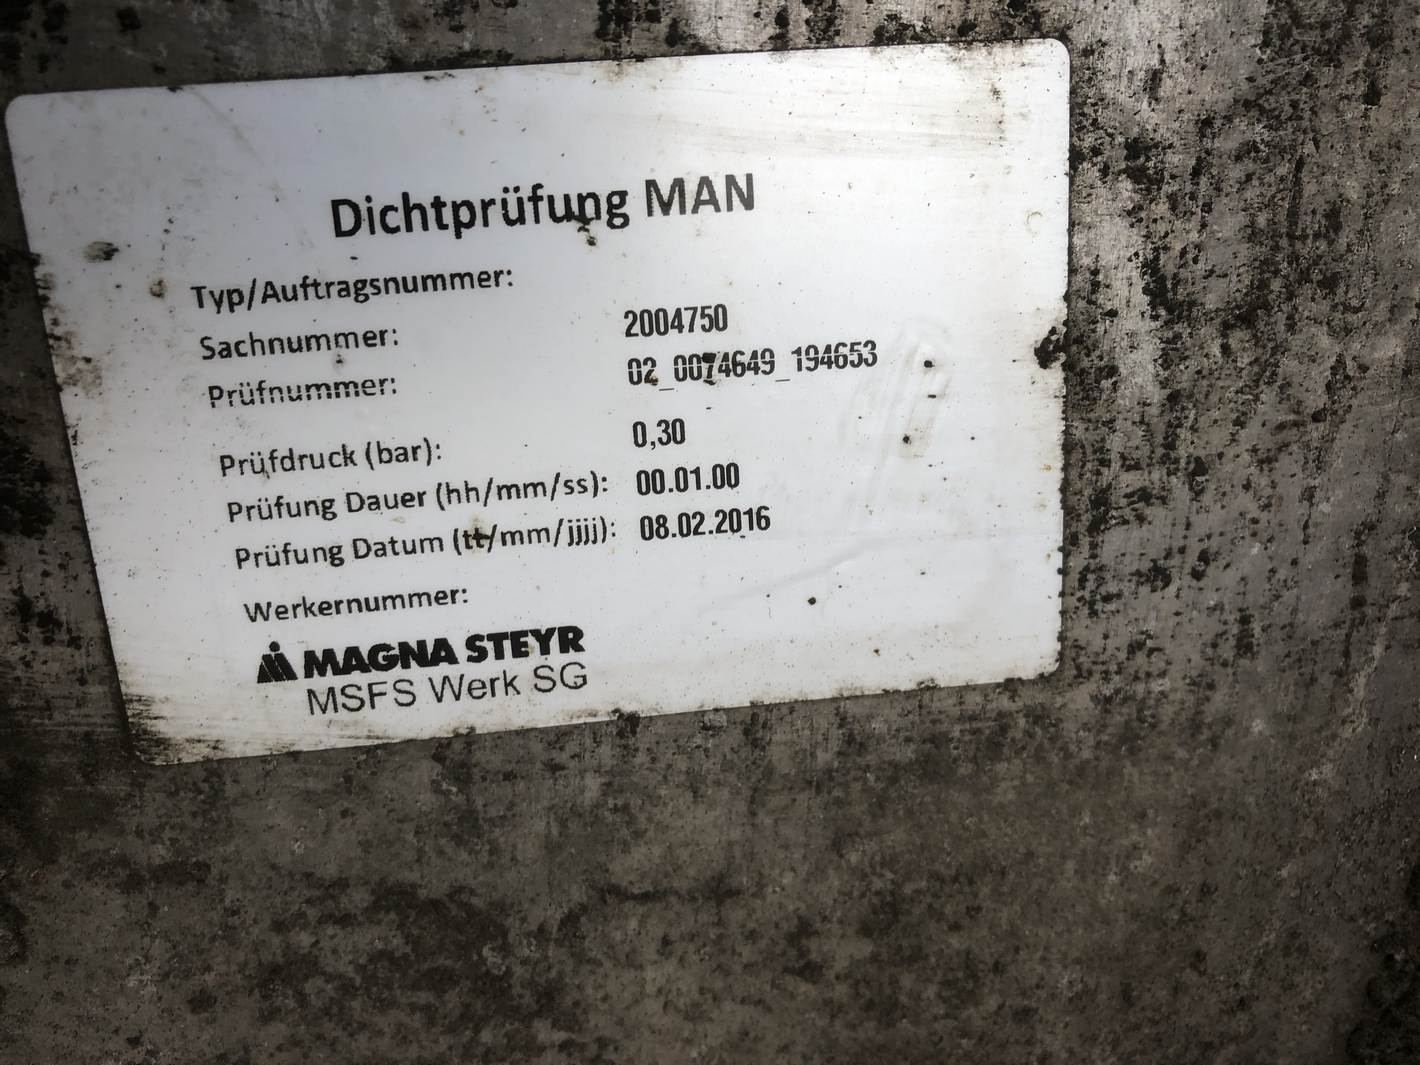 Dichtprüfung MAN
Typ/Auftragsnummer:
Sachnummer: 2004750
Prüfnummer: 02_0074649_194653
Prüfdruck (bar): 0,30
Prüfung Dauer (hh/mm/ss): 00.01.00
Prüfung Datum (tt/mm/jjjj): 08.02.2016
Werkernummer:
MAGNA STEYR
MSFS Werk SG